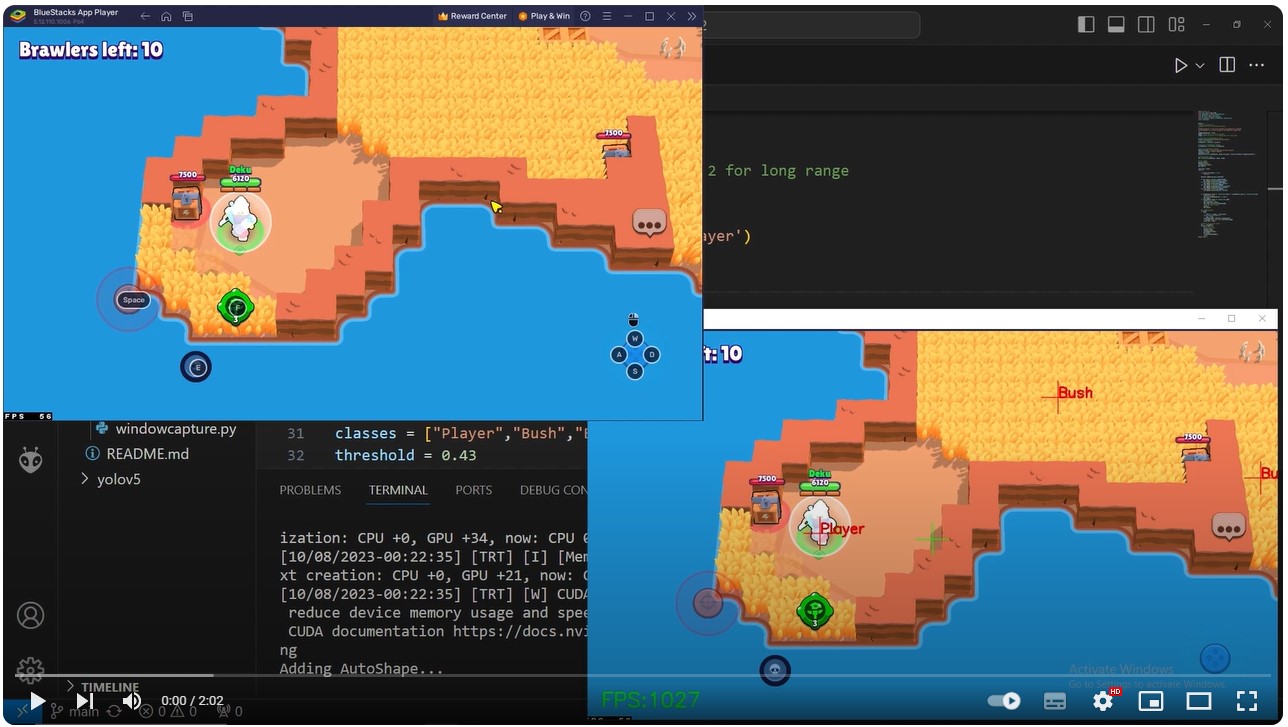 BlueStacks App Player
5.13.110.1006 P64
Reward Center
Play & Win
Brawlers left: 10
7500
7500
Deku
6120
Space
F
3
E
W
A
D
S
FPS 56
2 for long range
ayer')
t: 10
Bush
7500
Bu
7500
Deku
6120
Player
3
windowcapture.py
README.md
yolov5
31 classes = ["Player","Bush","E
32 threshold = 0.43
PROBLEMS
TERMINAL
PORTS
DEBUG CON
ization: CPU +0, GPU +34, now: CPU 0
[10/08/2023-00:22:35] [TRT] [I] [Mem
xt creation: CPU +0, GPU +21, now: C
[10/08/2023-00:22:35] [TRT] [W] CUDA
reduce device memory usage and spee
CUDA documentation https://docs.nvi
ng
Adding AutoShape...
Activate Windows
Go to Settings to activate Windows.
TIMELINE
FPS:1027
0:00 / 2:02
HD
main
0
0
0